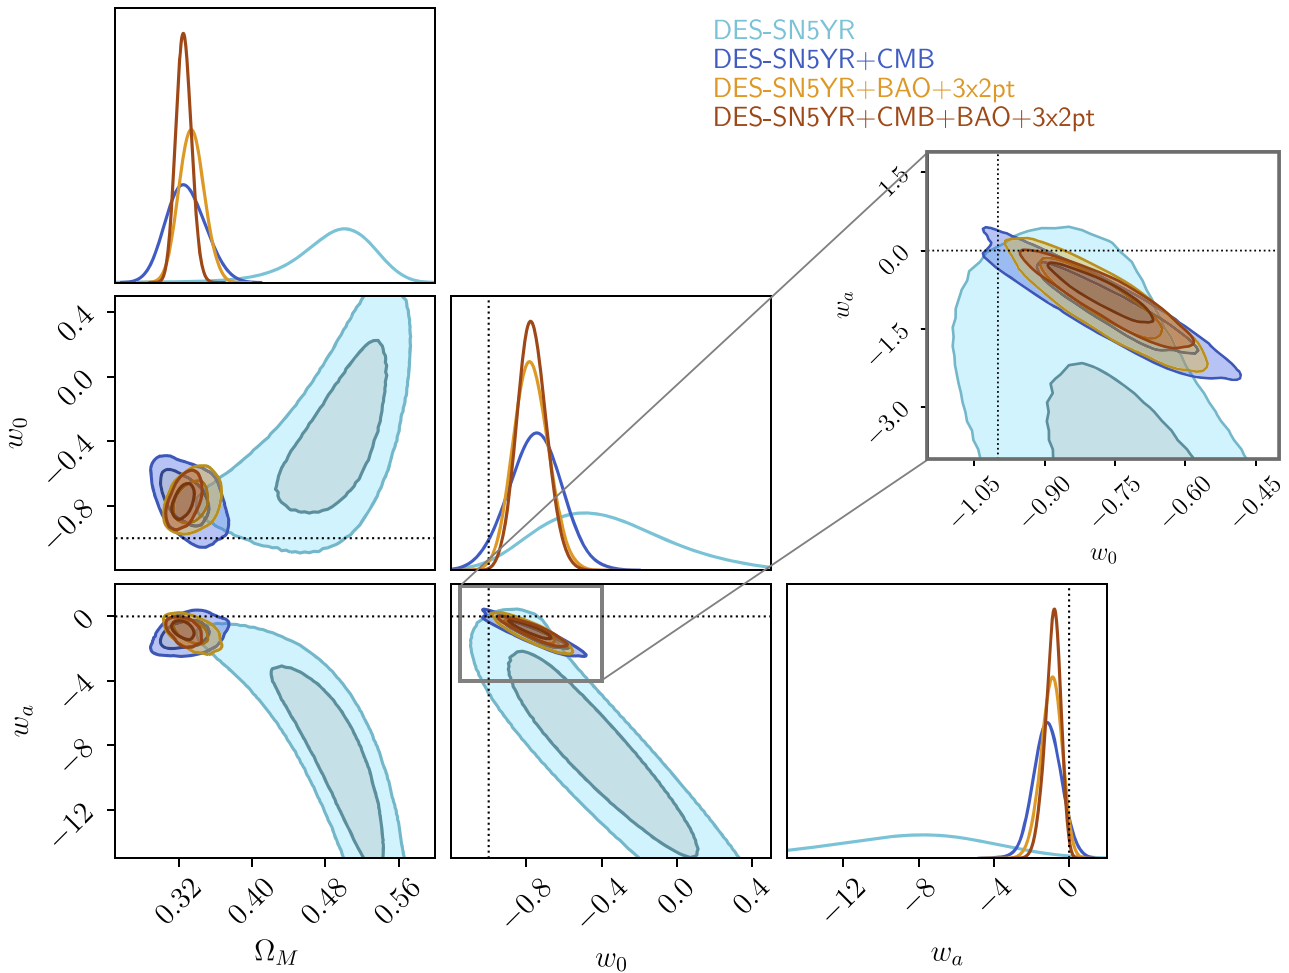 DES-SN5YR
DES-SN5YR+CMB
DES-SN5YR+BAO+3x2pt
DES-SN5YR+CMB+BAO+3x2pt
1.5
0.0
−1.5
−3.0
w_a
−1.05
−0.90
−0.75
−0.60
−0.45
w_0
0.4
0.0
−0.4
−0.8
w_0
0
−4
−8
−12
w_a
0.32
0.40
0.48
0.56
Ω_M
−0.8
−0.4
0.0
0.4
w_0
−12
−8
−4
0
w_a